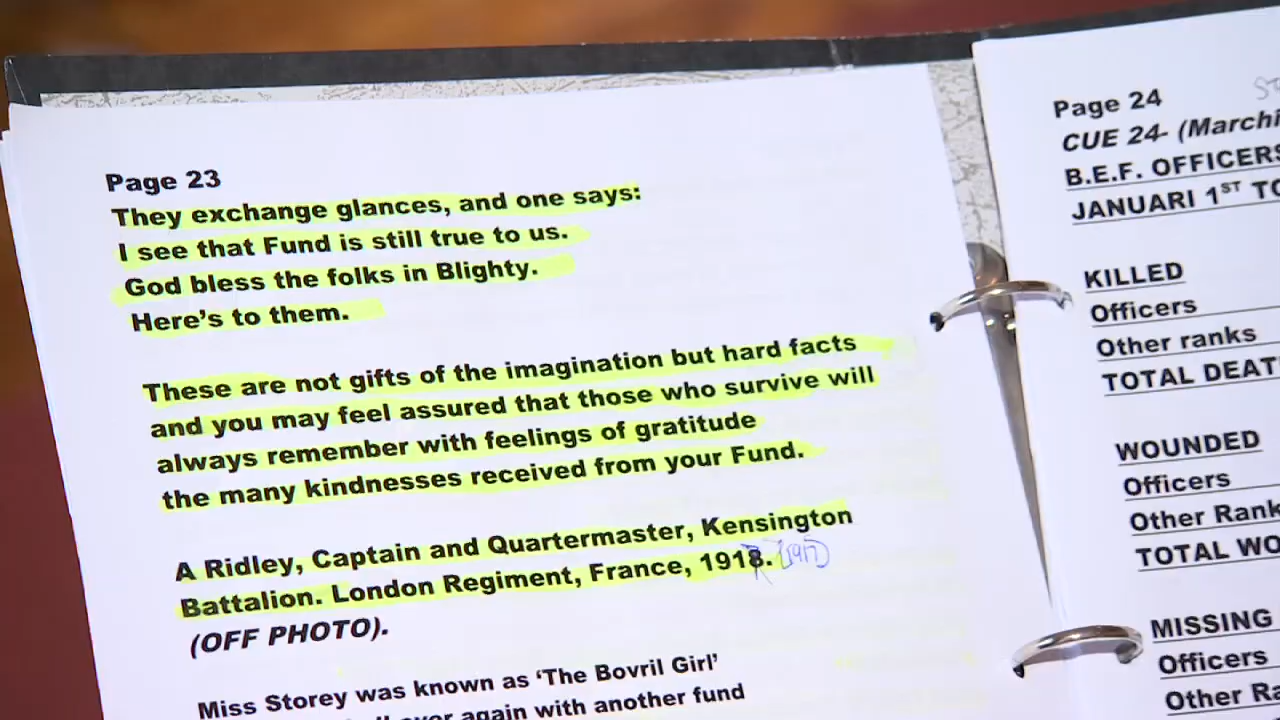 Page 23
They exchange glances, and one says:
I see that Fund is still true to us.
God bless the folks in Blighty.
Here's to them.
These are not gifts of the imagination but hard facts
and you may feel assured that those who survive will
always remember with feelings of gratitude
the many kindnesses received from your Fund.
A Ridley, Captain and Quartermaster, Kensington
Battalion. London Regiment, France, 1918.
(OFF PHOTO).
Miss Storey was known as 'The Bovril Girl'
over again with another fund
Page 24
CUE 24- (Marchi
B.E.F. OFFICERS
JANUARI 1ST TO
KILLED
Officers
Other ranks
TOTAL DEAT
WOUNDED
Officers
Other Rank
TOTAL WO
MISSING
Officers
Other Ra